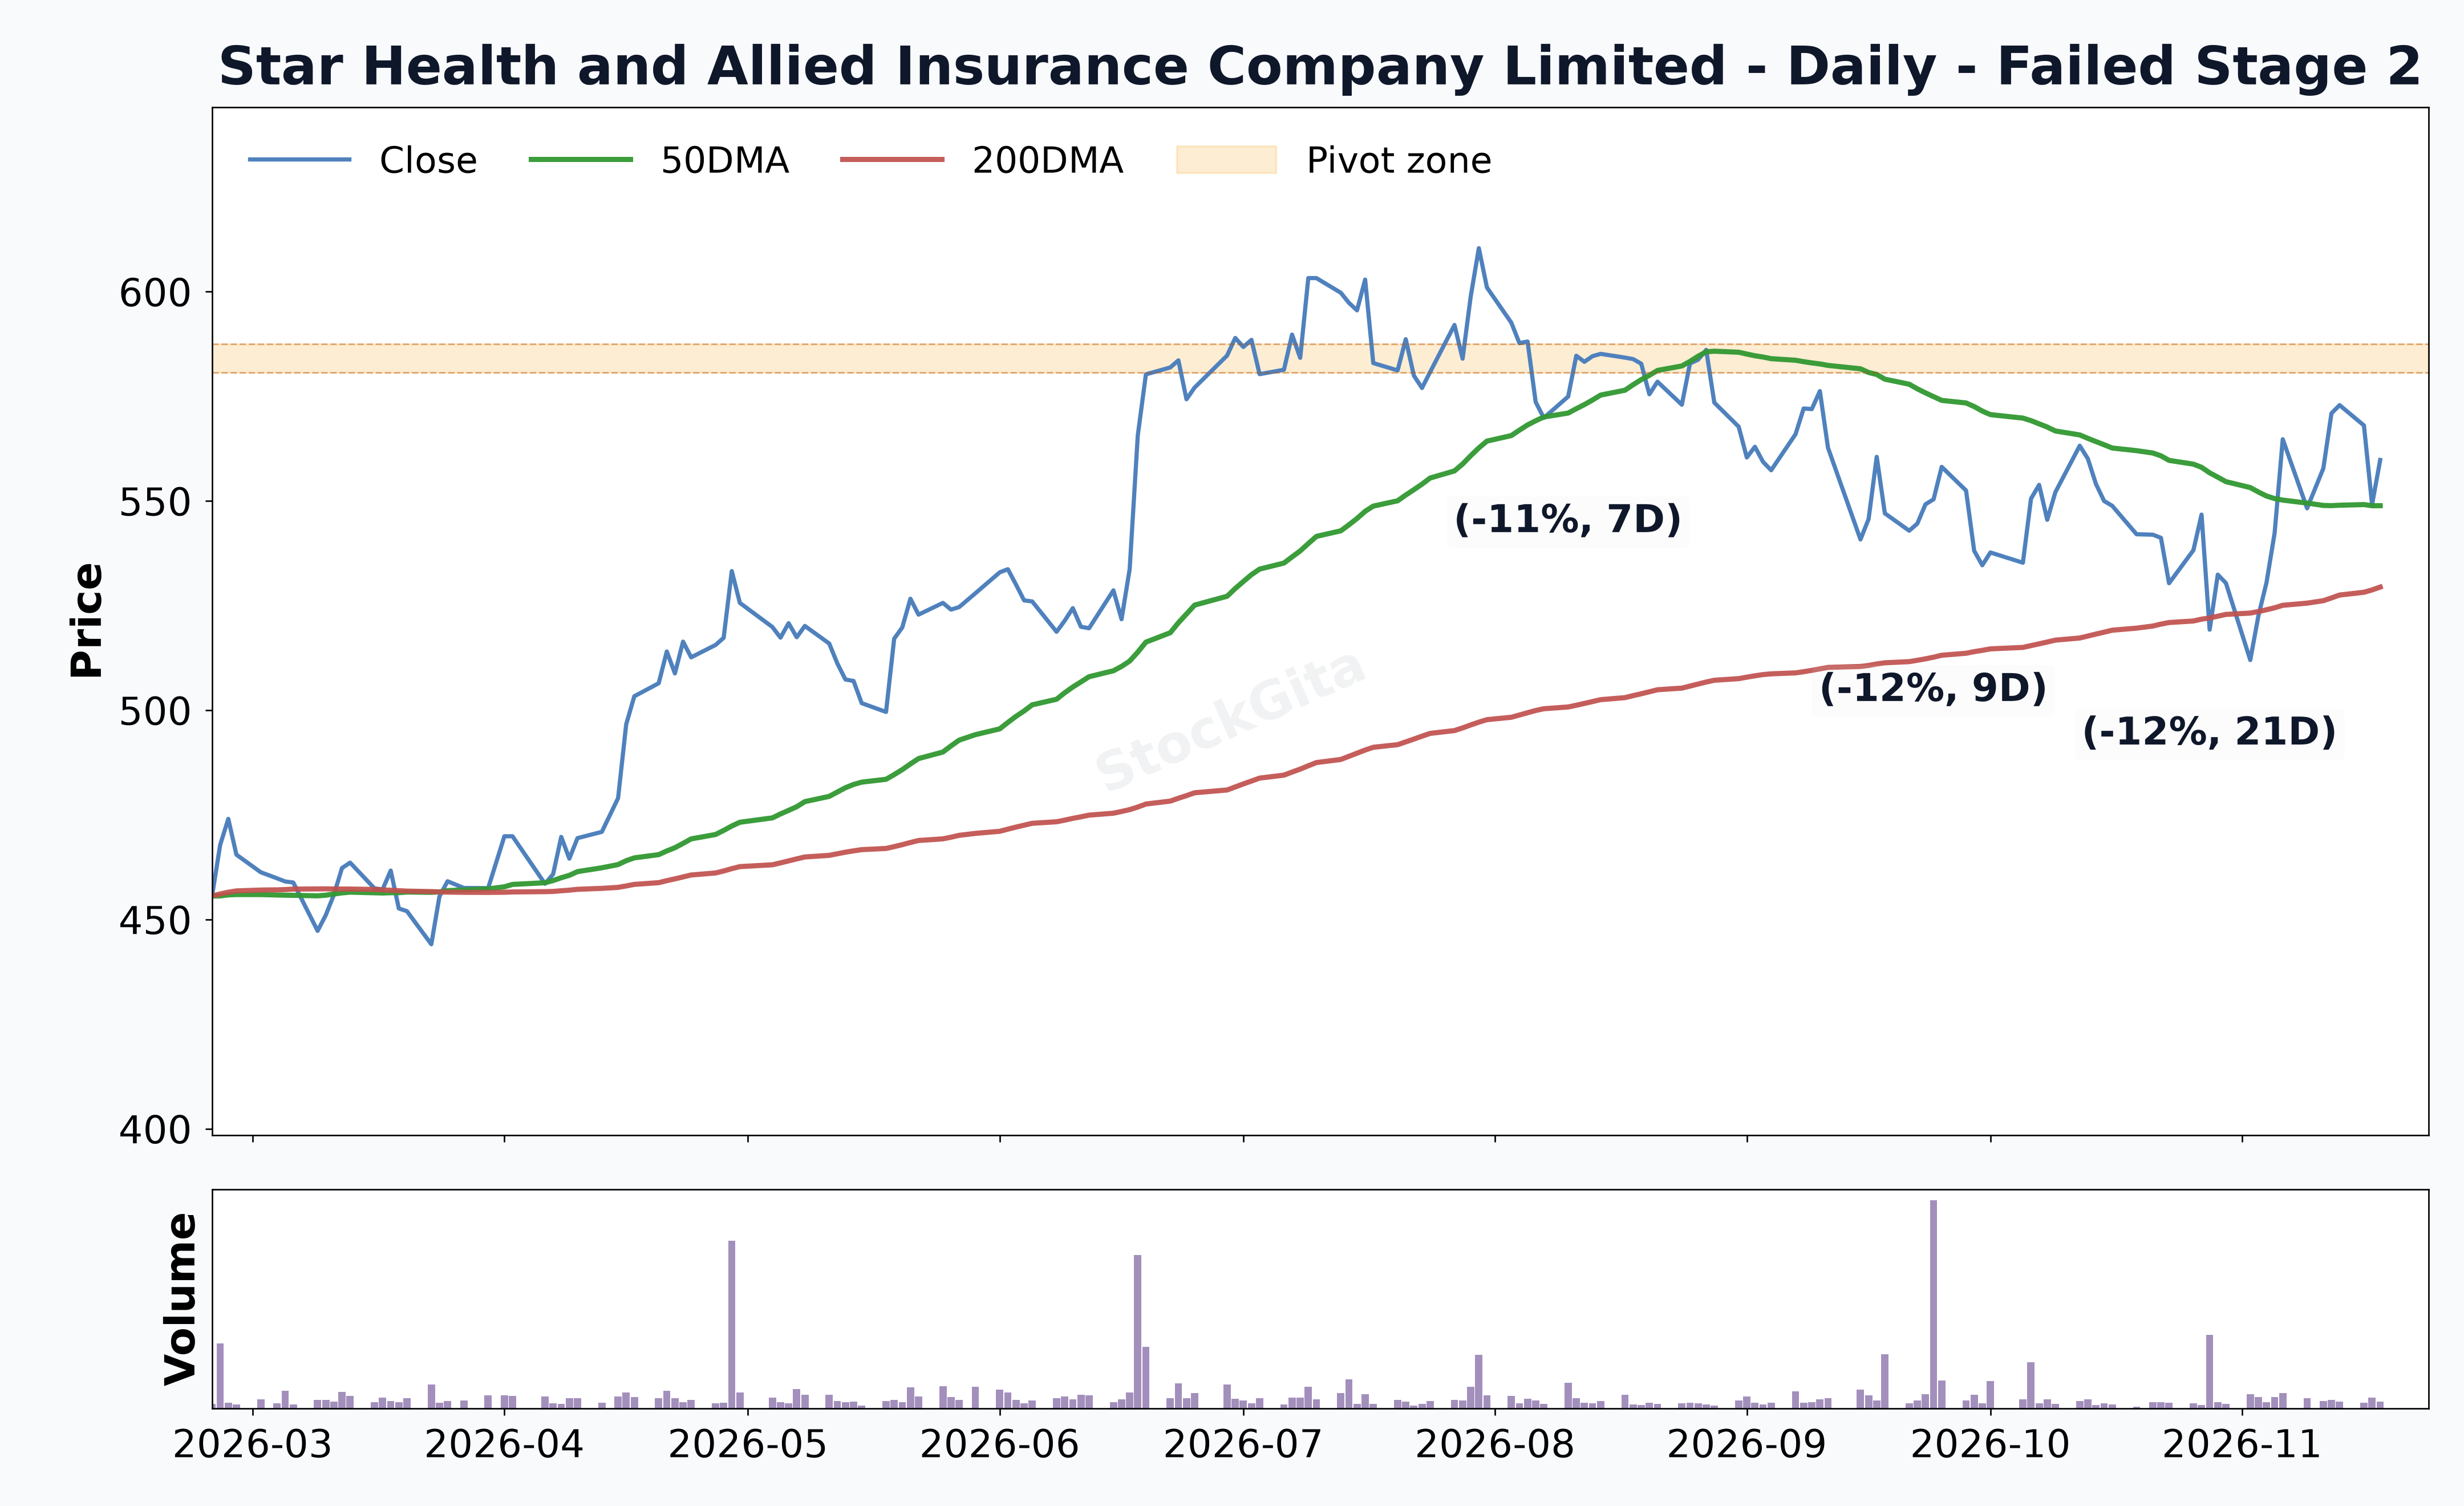 Star Health and Allied Insurance Company Limited - Daily - Failed Stage 2
Close 50DMA 200DMA Pivot zone
600
550
500
450
400
Price
(-11%, 7D)
(-12%, 9D)
(-12%, 21D)
StockGita
Volume
2026-03 2026-04 2026-05 2026-06 2026-07 2026-08 2026-09 2026-10 2026-11